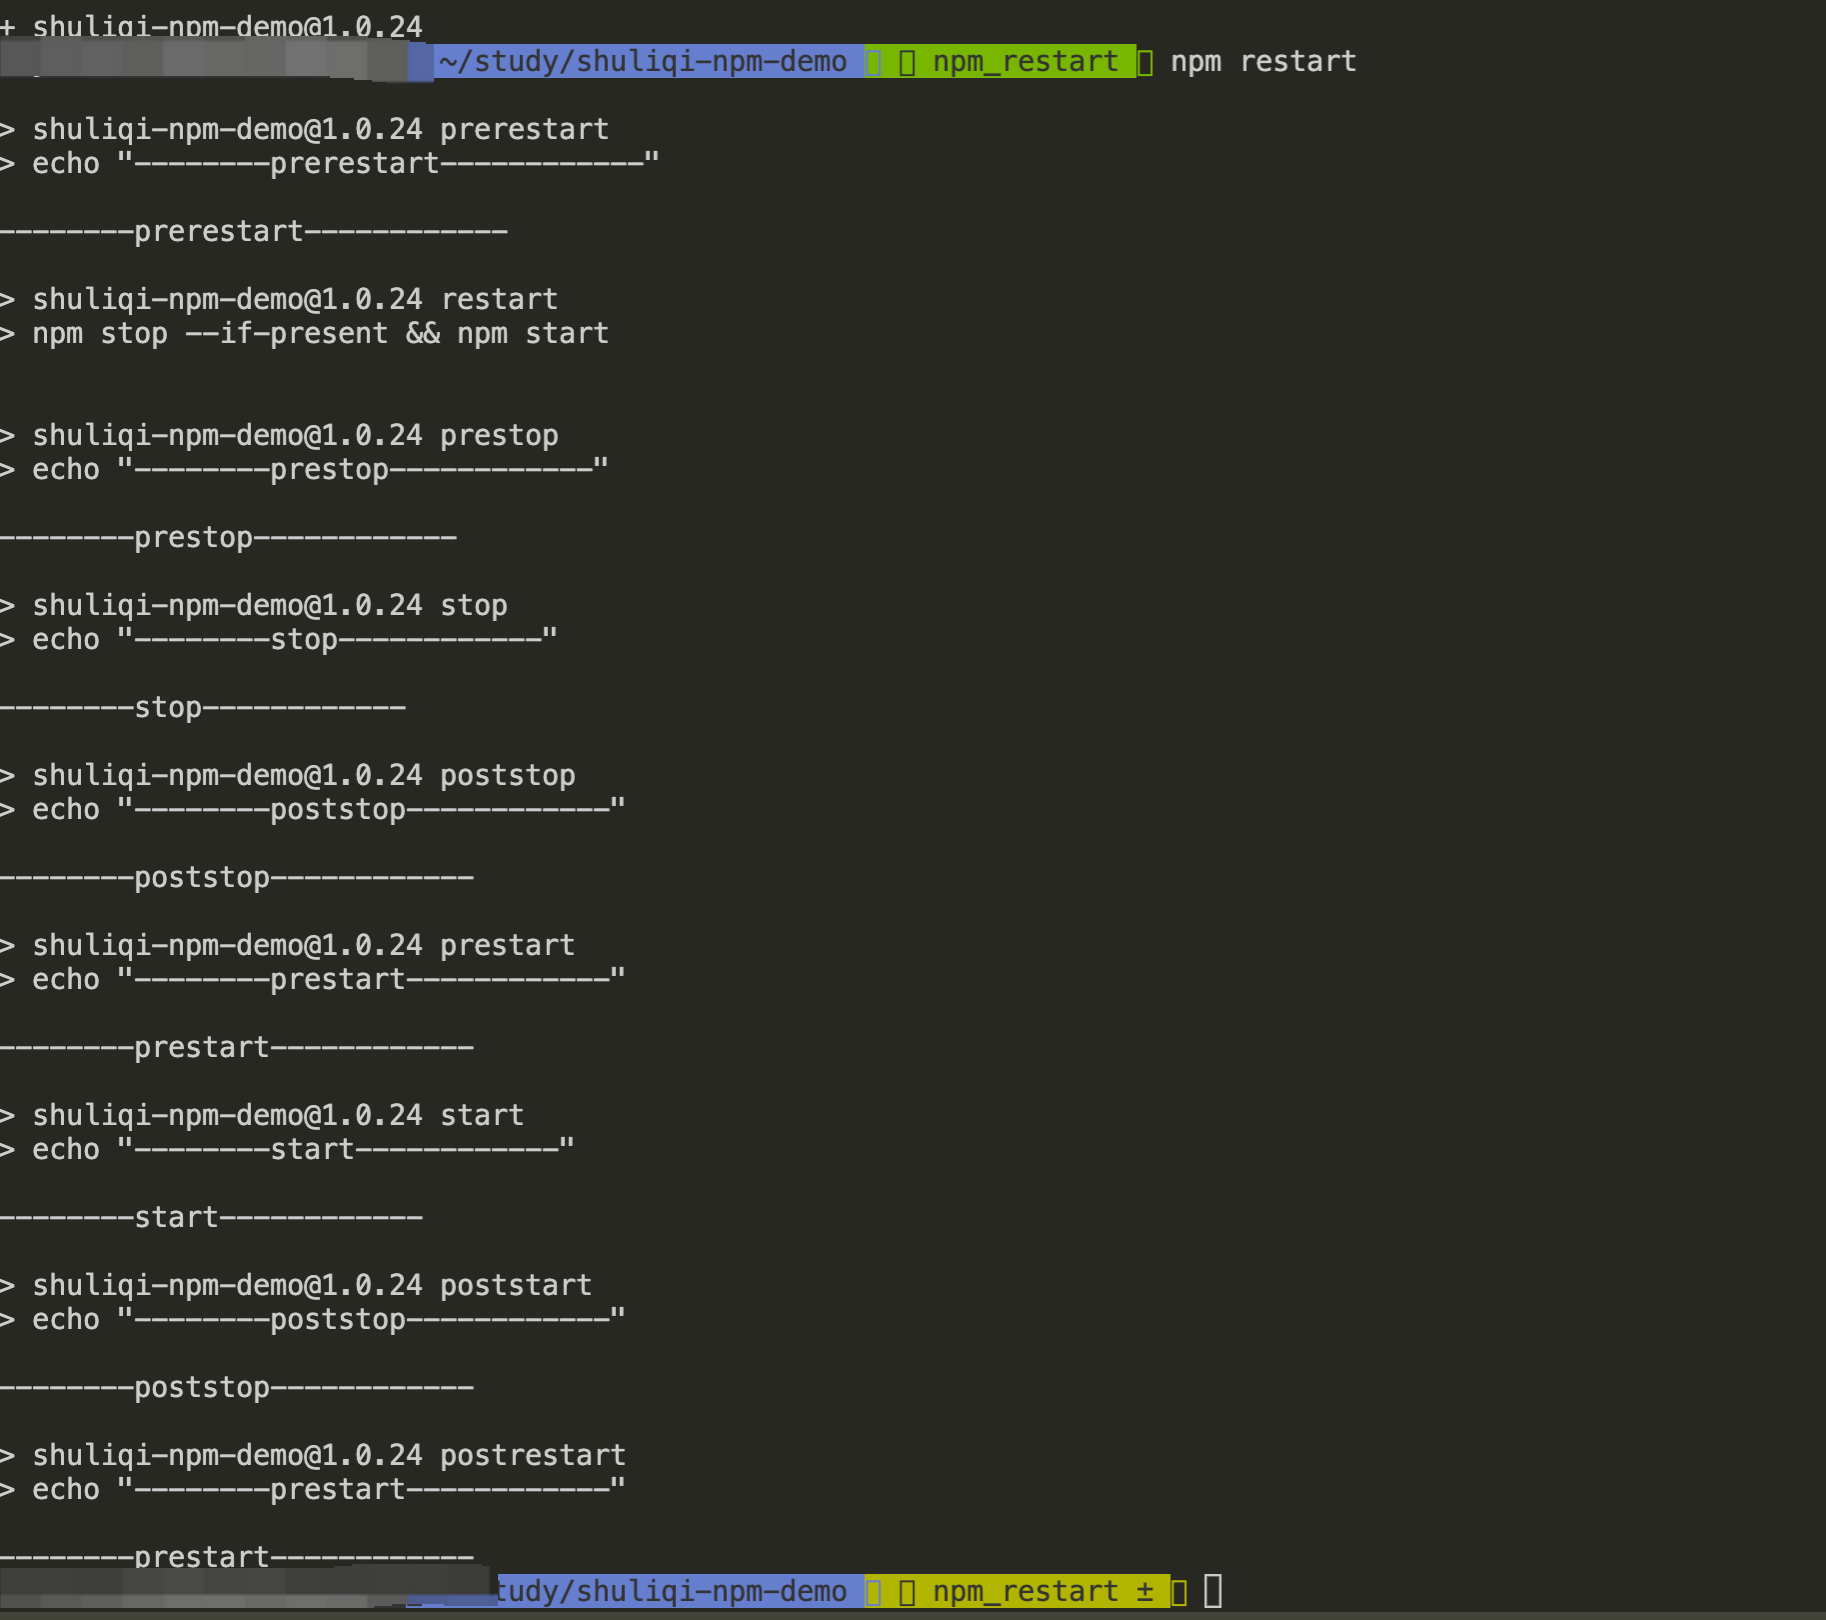 + shuliqi-npm-demo@1.0.24
~/study/shuliqi-npm-demo npm_restart npm restart
> shuliqi-npm-demo@1.0.24 prerestart
> echo "--------prerestart------------"
--------prerestart------------
> shuliqi-npm-demo@1.0.24 restart
> npm stop --if-present && npm start
> shuliqi-npm-demo@1.0.24 prestop
> echo "--------prestop------------"
--------prestop------------
> shuliqi-npm-demo@1.0.24 stop
> echo "--------stop------------"
--------stop------------
> shuliqi-npm-demo@1.0.24 poststop
> echo "--------poststop------------"
--------poststop------------
> shuliqi-npm-demo@1.0.24 prestart
> echo "--------prestart------------"
--------prestart------------
> shuliqi-npm-demo@1.0.24 start
> echo "--------start------------"
--------start------------
> shuliqi-npm-demo@1.0.24 poststart
> echo "--------poststop------------"
--------poststop------------
> shuliqi-npm-demo@1.0.24 postrestart
> echo "--------prestart------------"
--------prestart------------
tudy/shuliqi-npm-demo npm_restart ±